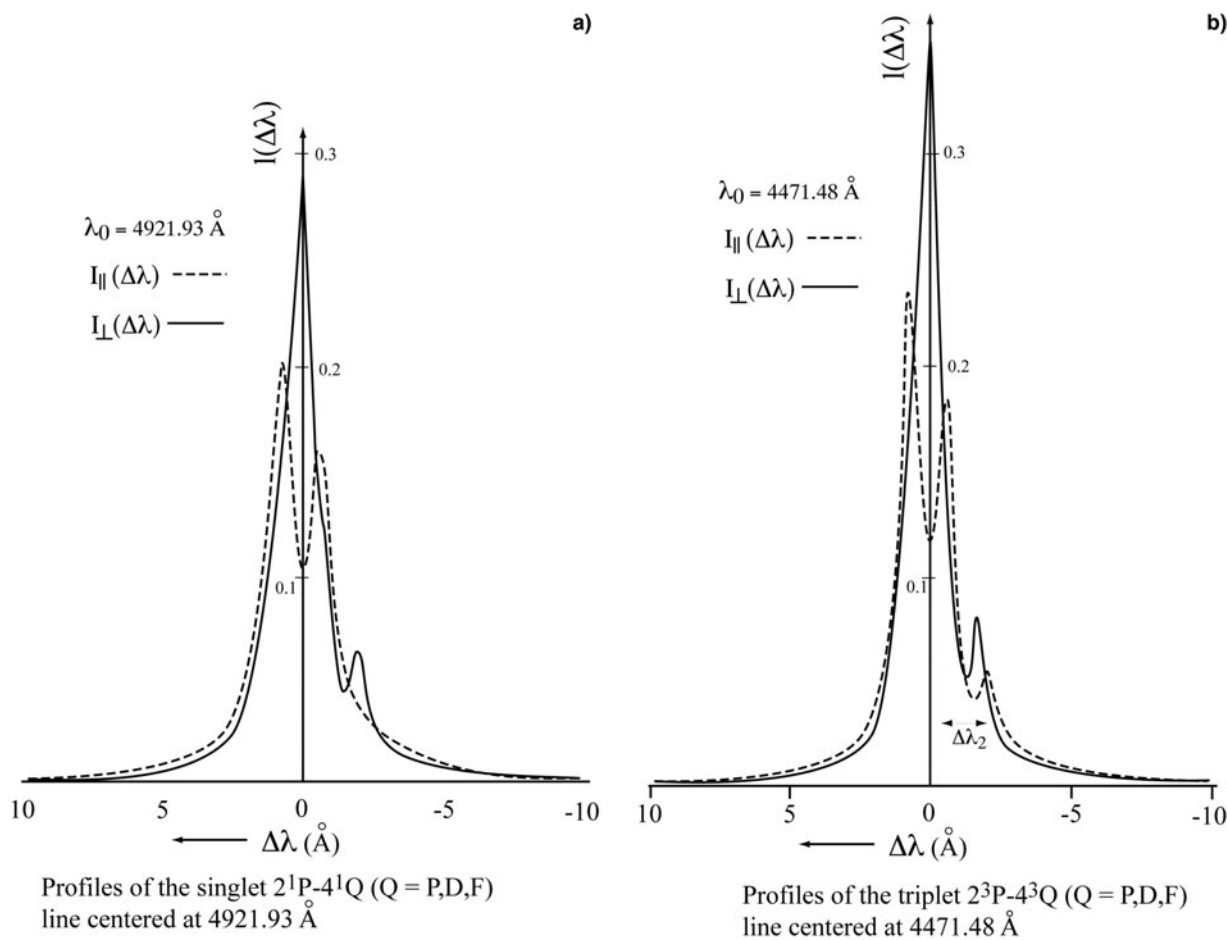 a)
I(Δλ)
0.3
λ₀ = 4921.93 Å
I∥(Δλ) -----
I⊥(Δλ) ——
0.2
0.1
10 5 0 -5 -10
← Δλ (Å)
Profiles of the singlet 2¹P-4¹Q (Q = P,D,F)
line centered at 4921.93 Å
b)
I(Δλ)
0.3
λ₀ = 4471.48 Å
I∥(Δλ) -----
I⊥(Δλ) ——
0.2
0.1
Δλ₂
10 5 0 -5 -10
← Δλ (Å)
Profiles of the triplet 2³P-4³Q (Q = P,D,F)
line centered at 4471.48 Å